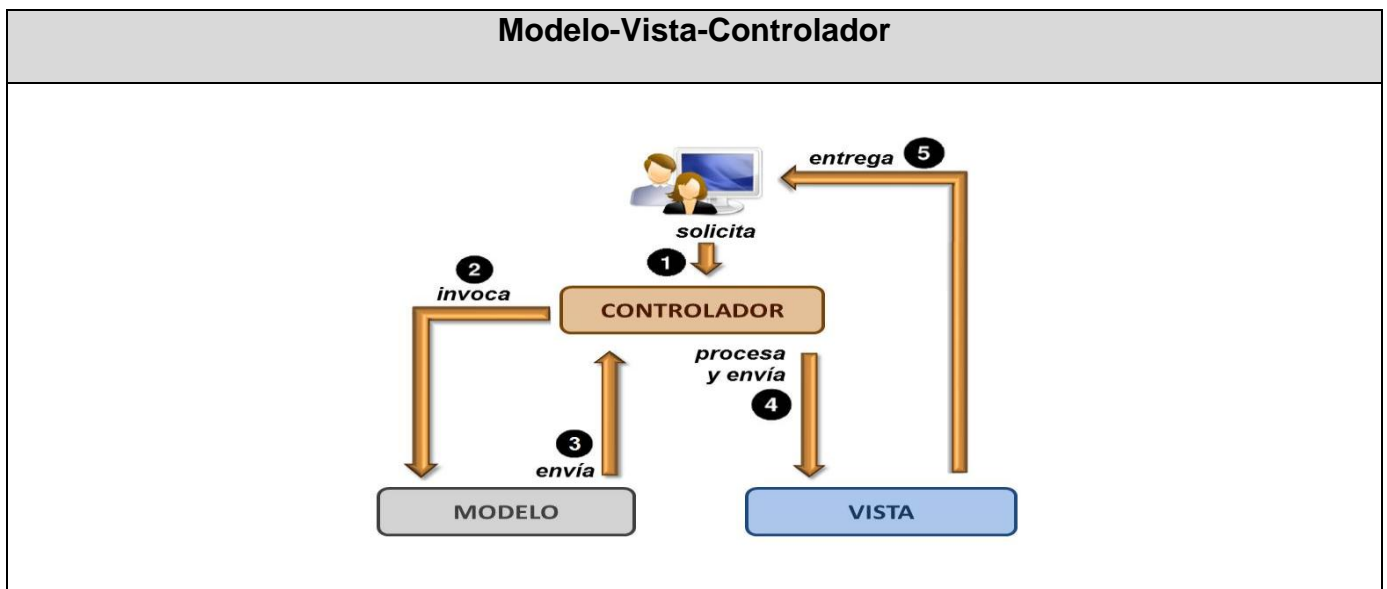 Modelo-Vista-Controlador
entrega 5
solicita
1
2
invoca
CONTROLADOR
procesa
y envía
4
3
envía
MODELO
VISTA